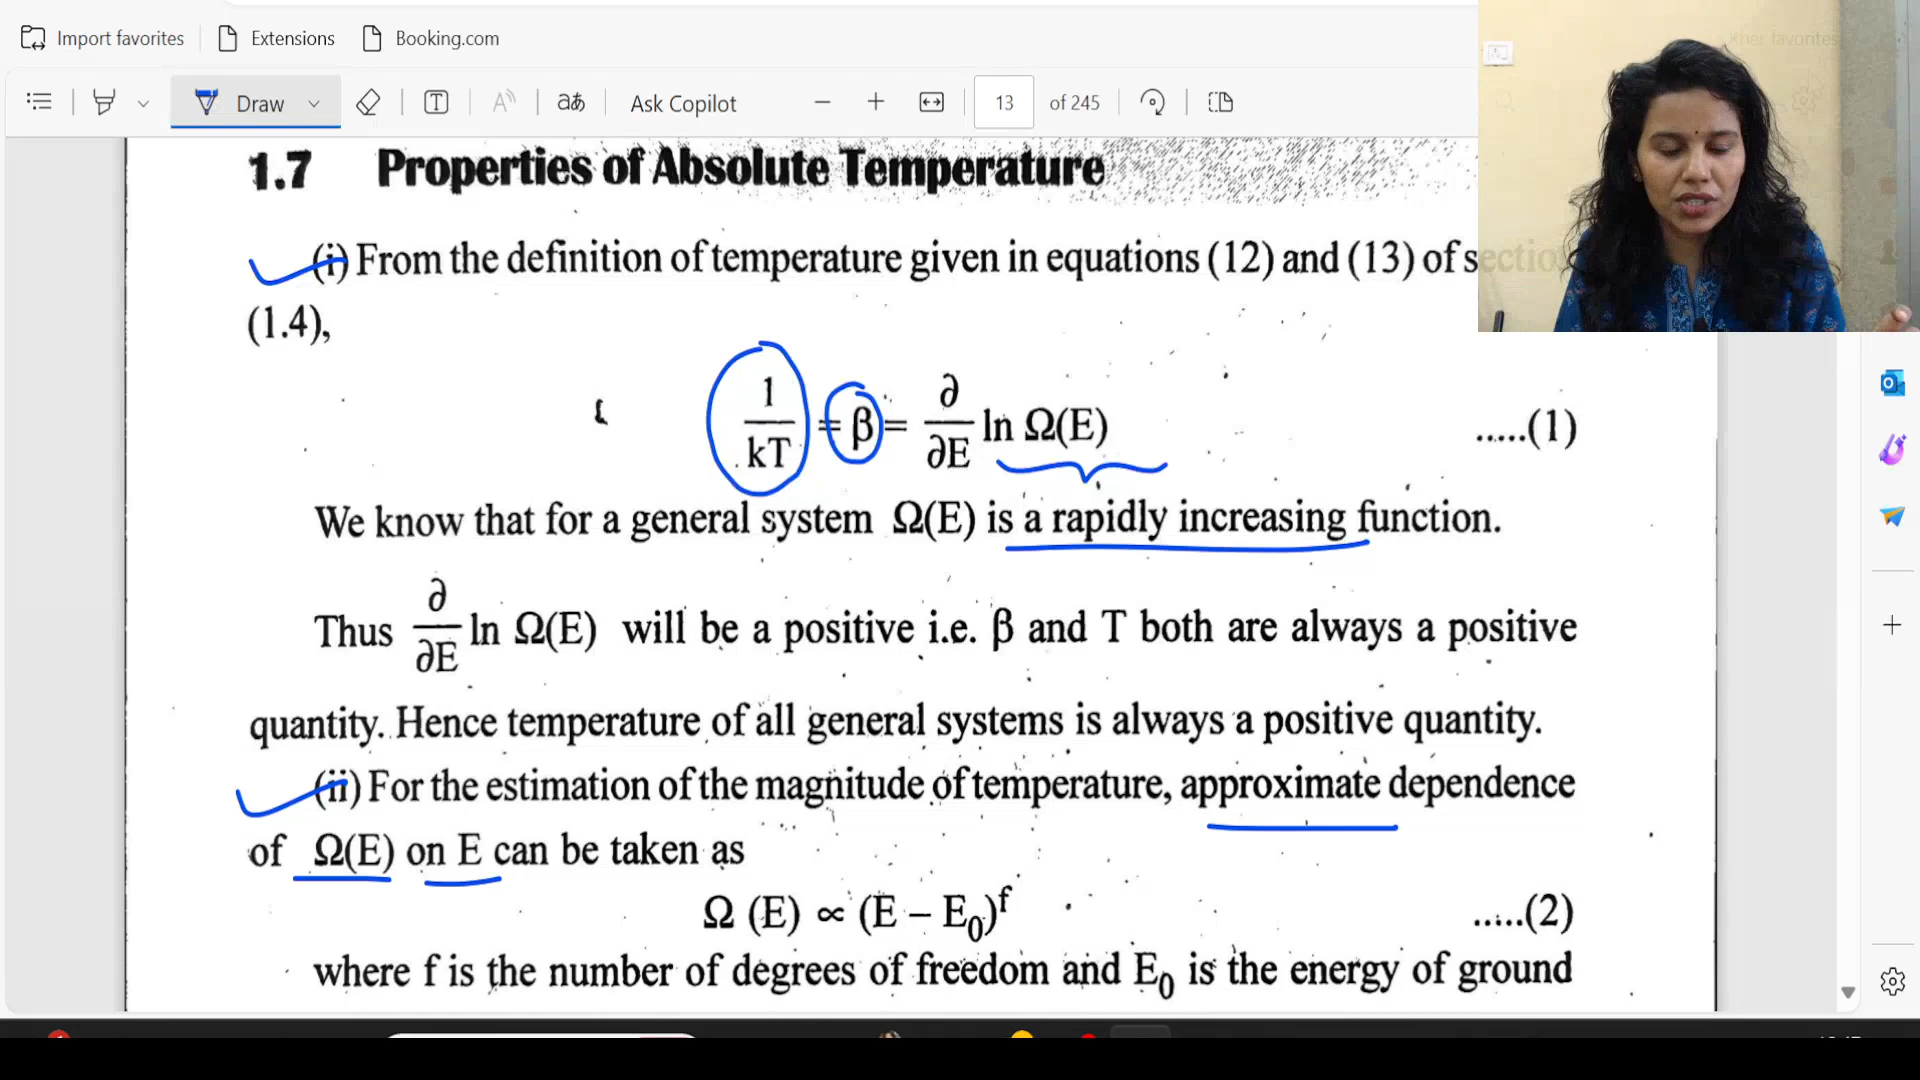 Import favorites
Extensions
Booking.com
Other favorites
Draw
T
A
aあ
Ask Copilot
13
of 245
1.7 Properties of Absolute Temperature
(i) From the definition of temperature given in equations (12) and (13) of sectio
(1.4),
1/kT = β = ∂/∂E ln Ω(E) .....(1)
We know that for a general system Ω(E) is a rapidly increasing function.
Thus ∂/∂E ln Ω(E) will be a positive i.e. β and T both are always a positive
quantity. Hence temperature of all general systems is always a positive quantity.
(ii) For the estimation of the magnitude of temperature, approximate dependence
of Ω(E) on E can be taken as
Ω (E) ∝ (E – E₀)ᶠ .....(2)
where f is the number of degrees of freedom and E₀ is the energy of ground